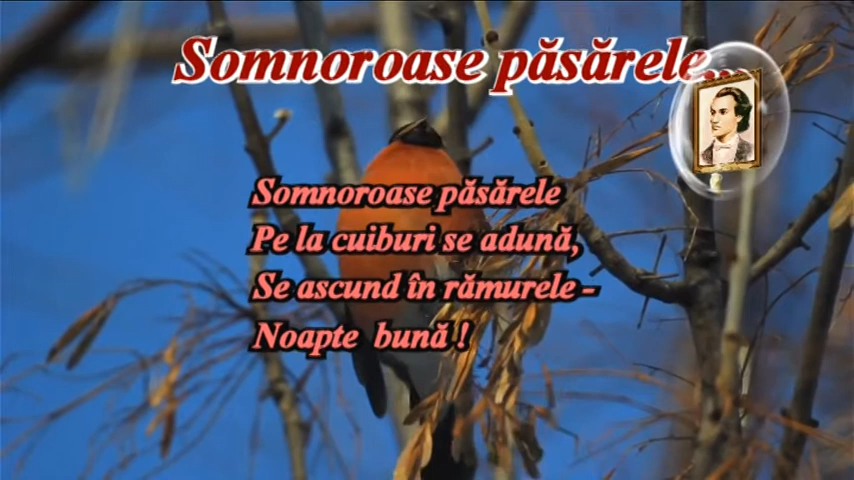 Somnoroase păsărele...
Somnoroase păsărele
Pe la cuiburi se adună,
Se ascund în rămurele -
Noapte bună !